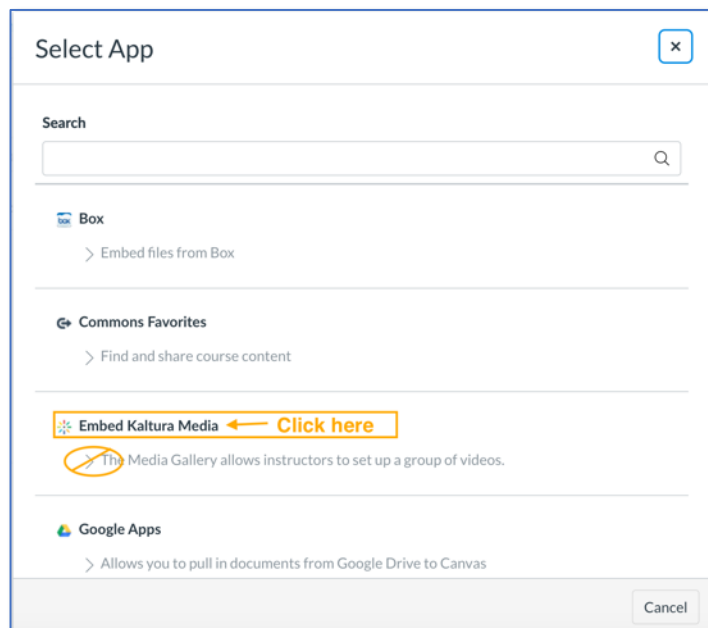 Select App
Search
box Box
Embed files from Box
Commons Favorites
Find and share course content
Embed Kaltura Media Click here
The Media Gallery allows instructors to set up a group of videos.
Google Apps
Allows you to pull in documents from Google Drive to Canvas
Cancel